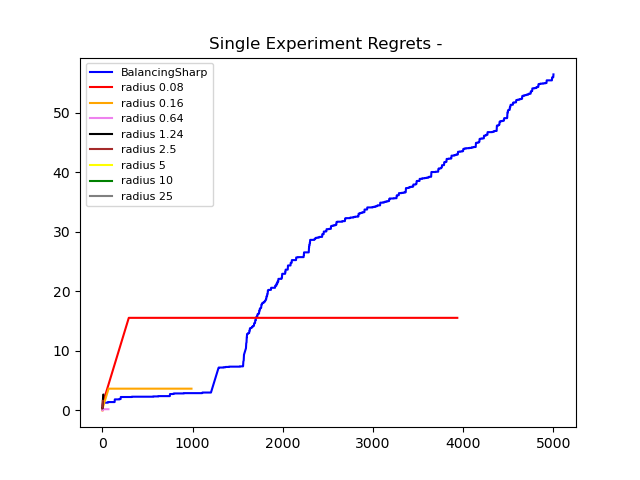 Single Experiment Regrets -
BalancingSharp
radius 0.08
radius 0.16
radius 0.64
radius 1.24
radius 2.5
radius 5
radius 10
radius 25
50
40
30
20
10
0
0 1000 2000 3000 4000 5000